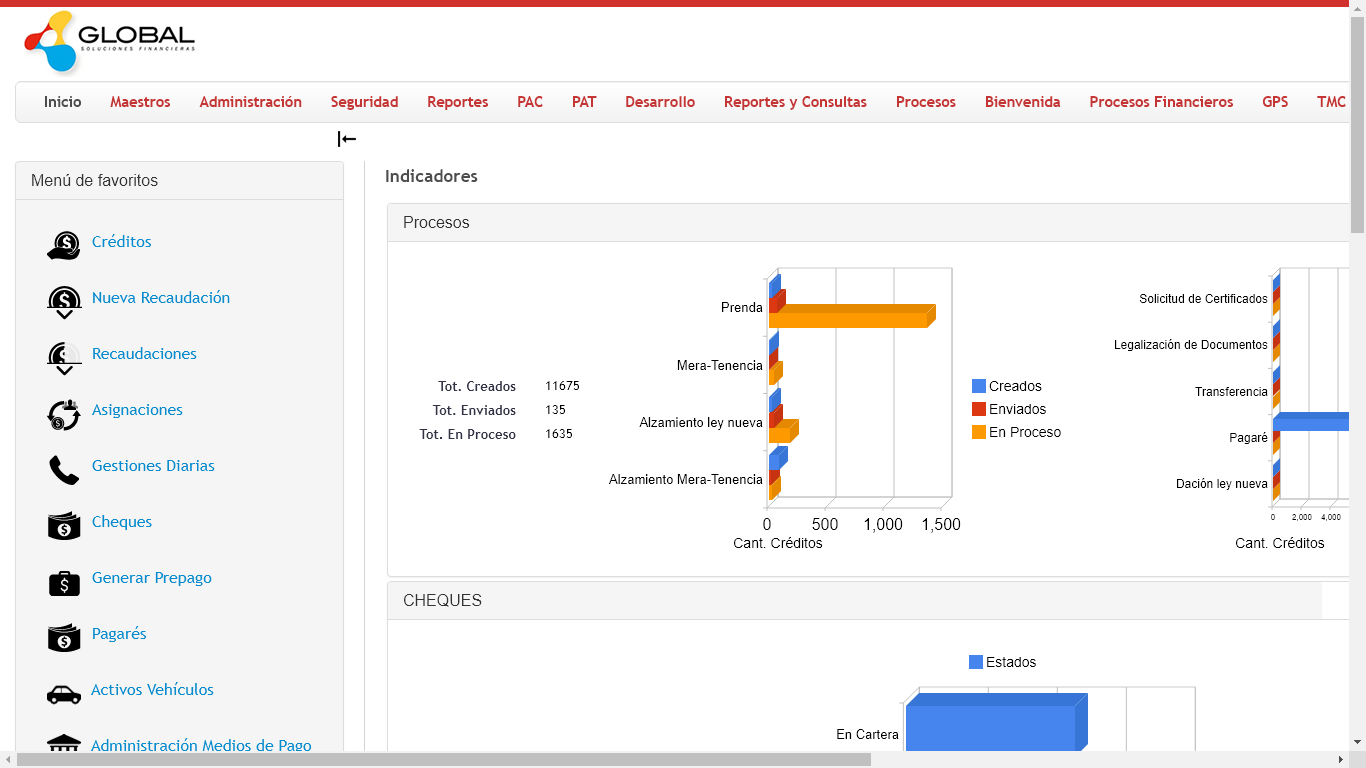 GLOBAL
SOLUCIONES FINANCIERAS
Inicio Maestros Administración Seguridad Reportes PAC PAT Desarrollo Reportes y Consultas Procesos Bienvenida Procesos Financieros GPS TMC
Menú de favoritos
Créditos
Nueva Recaudación
Recaudaciones
Asignaciones
Gestiones Diarias
Cheques
Generar Prepago
Pagarés
Activos Vehículos
Administración Medios de Pago
Indicadores
Procesos
Tot. Creados 11675
Tot. Enviados 135
Tot. En Proceso 1635
Prenda
Mera-Tenencia
Alzamiento ley nueva
Alzamiento Mera-Tenencia
0 500 1,000 1,500
Cant. Créditos
Creados
Enviados
En Proceso
Solicitud de Certificados
Legalización de Documentos
Transferencia
Pagaré
Dación ley nueva
0 2,000 4,000
Cant. Créditos
CHEQUES
Estados
En Cartera